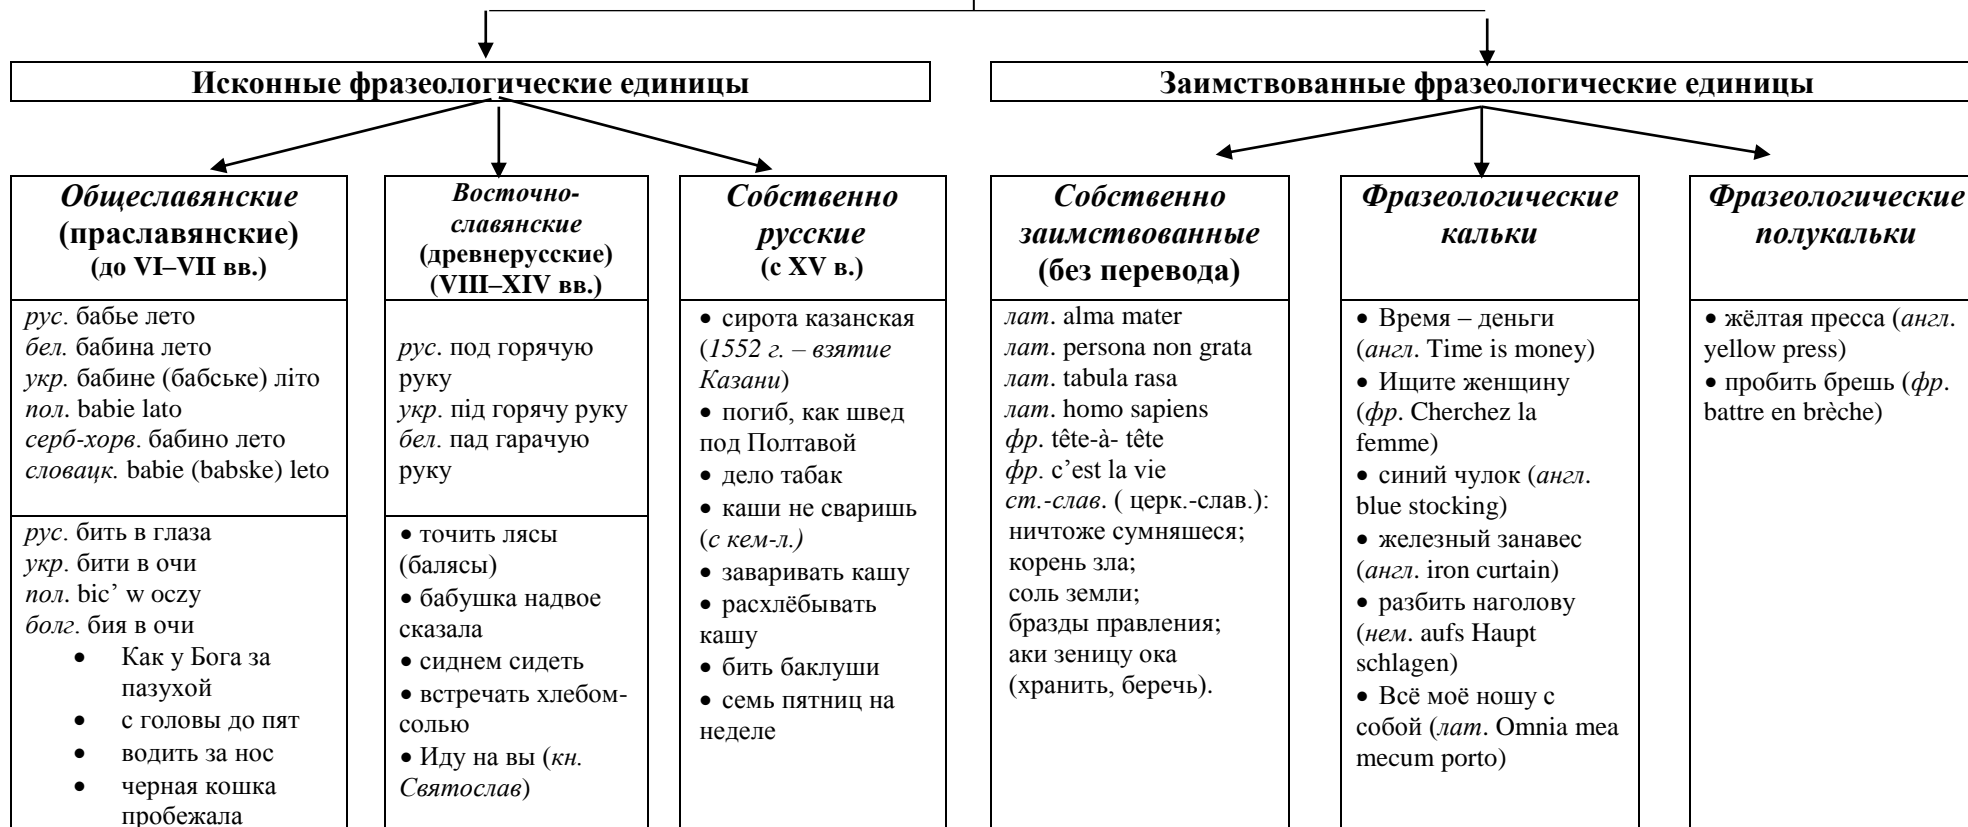 Исконные фразеологические единицы
Заимствованные фразеологические единицы
Общеславянские
(праславянские)
(до VI–VII вв.)
рус. бабье лето
бел. бабина лето
укр. бабине (бабське) літо
пол. babie lato
серб-хорв. бабино лето
словацк. babie (babske) leto
рус. бить в глаза
укр. бити в очи
пол. bic’ w oczy
болг. бия в очи
• Как у Бога за
пазухой
• с головы до пят
• водить за нос
• черная кошка
пробежала
Восточно-
славянские
(древнерусские)
(VIII–XIV вв.)
рус. под горячую
руку
укр. під горячу руку
бел. пад гарачую
руку
• точить лясы
(балясы)
• бабушка надвое
сказала
• сиднем сидеть
• встречать хлебом-
солью
• Иду на вы (кн.
Святослав)
Собственно
русские
(с XV в.)
• сирота казанская
(1552 г. – взятие
Казани)
• погиб, как швед
под Полтавой
• дело табак
• каши не сваришь
(с кем-л.)
• заваривать кашу
• расхлёбывать
кашу
• бить баклуши
• семь пятниц на
неделе
Собственно
заимствованные
(без перевода)
лат. alma mater
лат. persona non grata
лат. tabula rasa
лат. homo sapiens
фр. tête-à- tête
фр. c’est la vie
ст.-слав. ( церк.-слав.):
ничтоже сумняшеся;
корень зла;
соль земли;
бразды правления;
аки зеницу ока
(хранить, беречь).
Фразеологические
кальки
• Время – деньги
(англ. Time is money)
• Ищите женщину
(фр. Cherchez la
femme)
• синий чулок (англ.
blue stocking)
• железный занавес
(англ. iron curtain)
• разбить наголову
(нем. aufs Haupt
schlagen)
• Всё моё ношу с
собой (лат. Omnia mea
mecum porto)
Фразеологические
полукальки
• жёлтая пресса (англ.
yellow press)
• пробить брешь (фр.
battre en brèche)